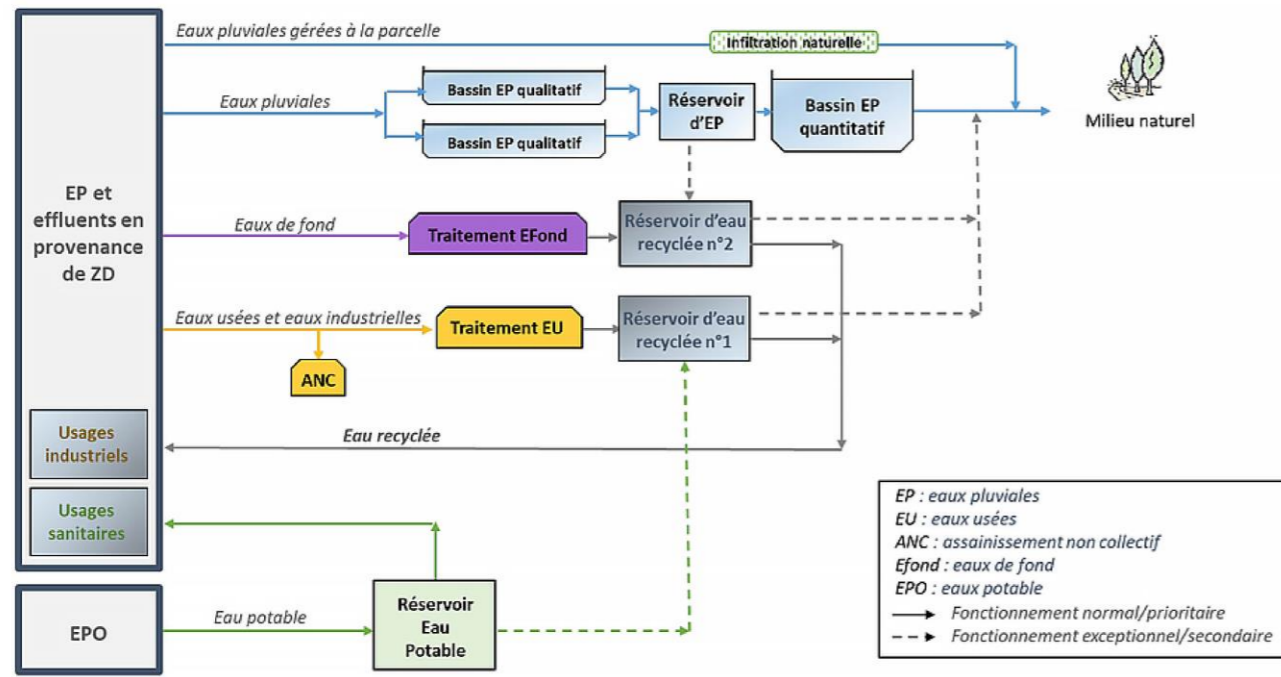 Eaux pluviales gérées à la parcelle
Infiltration naturelle
Eaux pluviales
Bassin EP qualitatif
Bassin EP qualitatif
Réservoir
d'EP
Bassin EP
quantitatif
Milieu naturel
EP et
effluents en
provenance
de ZD
Eaux de fond
Traitement EFond
Réservoir d'eau
recyclée n°2
Eaux usées et eaux industrielles
Traitement EU
Réservoir d'eau
recyclée n°1
ANC
Eau recyclée
Usages
industriels
Usages
sanitaires
EPO
Eau potable
Réservoir
Eau
Potable
EP : eaux pluviales
EU : eaux usées
ANC : assainissement non collectif
Efond : eaux de fond
EPO : eaux potable
Fonctionnement normal/prioritaire
Fonctionnement exceptionnel/secondaire